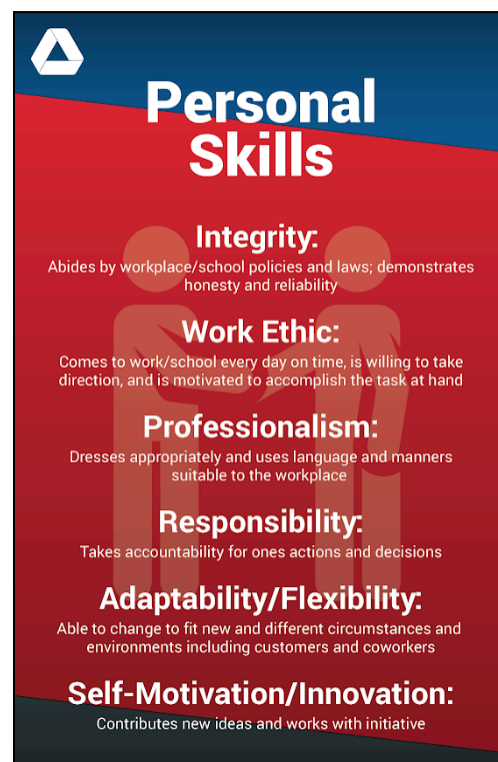 Personal
Skills
Integrity:
Abides by workplace/school policies and laws; demonstrates
honesty and reliability
Work Ethic:
Comes to work/school every day on time, is willing to take
direction, and is motivated to accomplish the task at hand
Professionalism:
Dresses appropriately and uses language and manners
suitable to the workplace
Responsibility:
Takes accountability for ones actions and decisions
Adaptability/Flexibility:
Able to change to fit new and different circumstances and
environments including customers and coworkers
Self-Motivation/Innovation:
Contributes new ideas and works with initiative